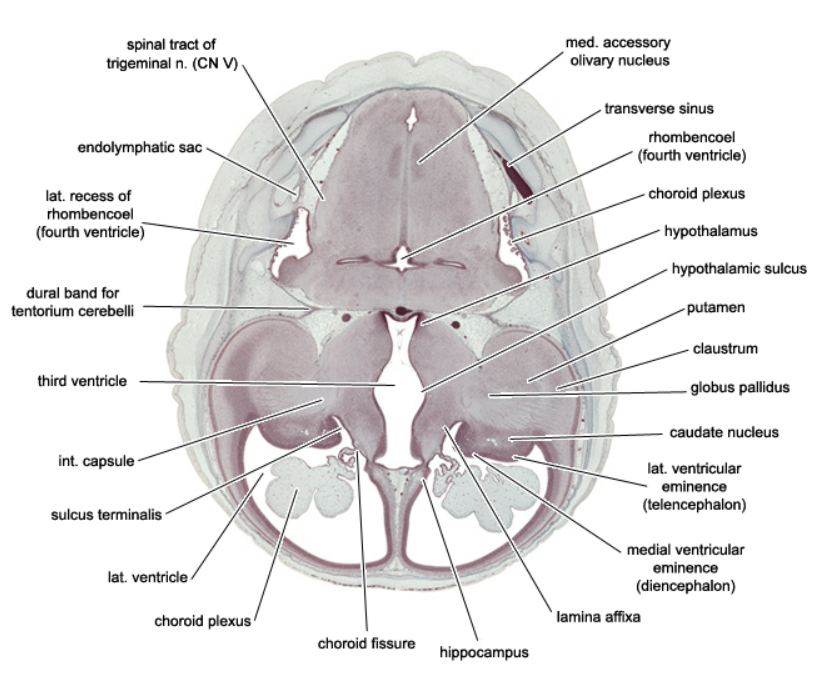 spinal tract of
trigeminal n. (CN V)
endolymphatic sac
lat. recess of
rhombencoel
(fourth ventricle)
dural band for
tentorium cerebelli
third ventricle
int. capsule
sulcus terminalis
lat. ventricle
choroid plexus
choroid fissure
hippocampus
med. accessory
olivary nucleus
transverse sinus
rhombencoel
(fourth ventricle)
choroid plexus
hypothalamus
hypothalamic sulcus
putamen
claustrum
globus pallidus
caudate nucleus
lat. ventricular
eminence
(telencephalon)
medial ventricular
eminence
(diencephalon)
lamina affixa